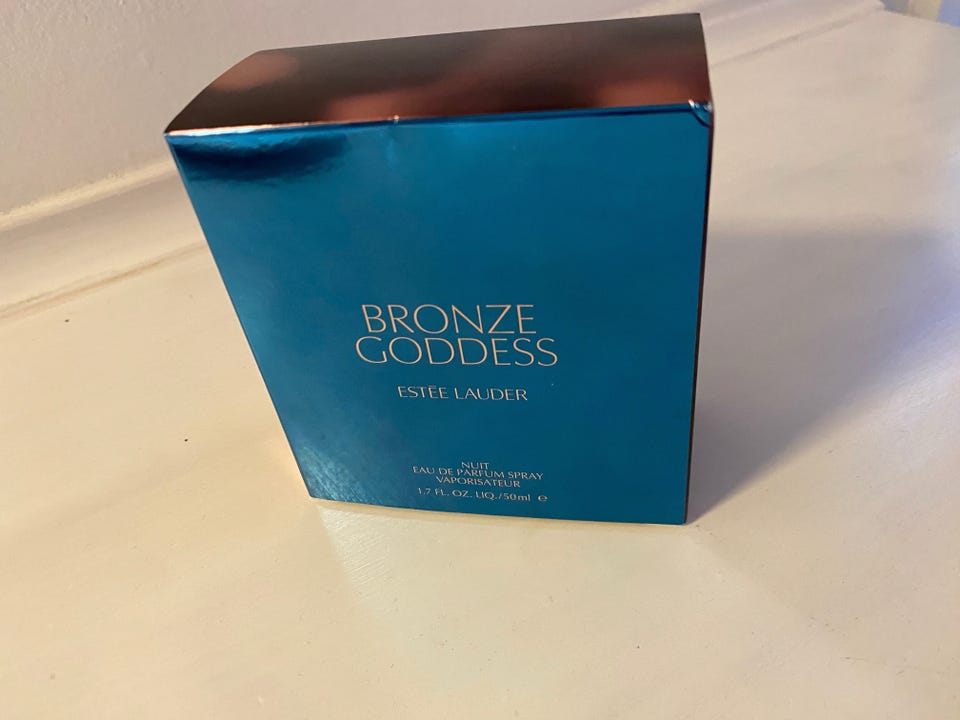 BRONZE
GODDESS
ESTĒE LAUDER
NUIT
EAU DE PARFUM SPRAY
VAPORISATEUR
1.7 FL. OZ. LIQ./50ml e